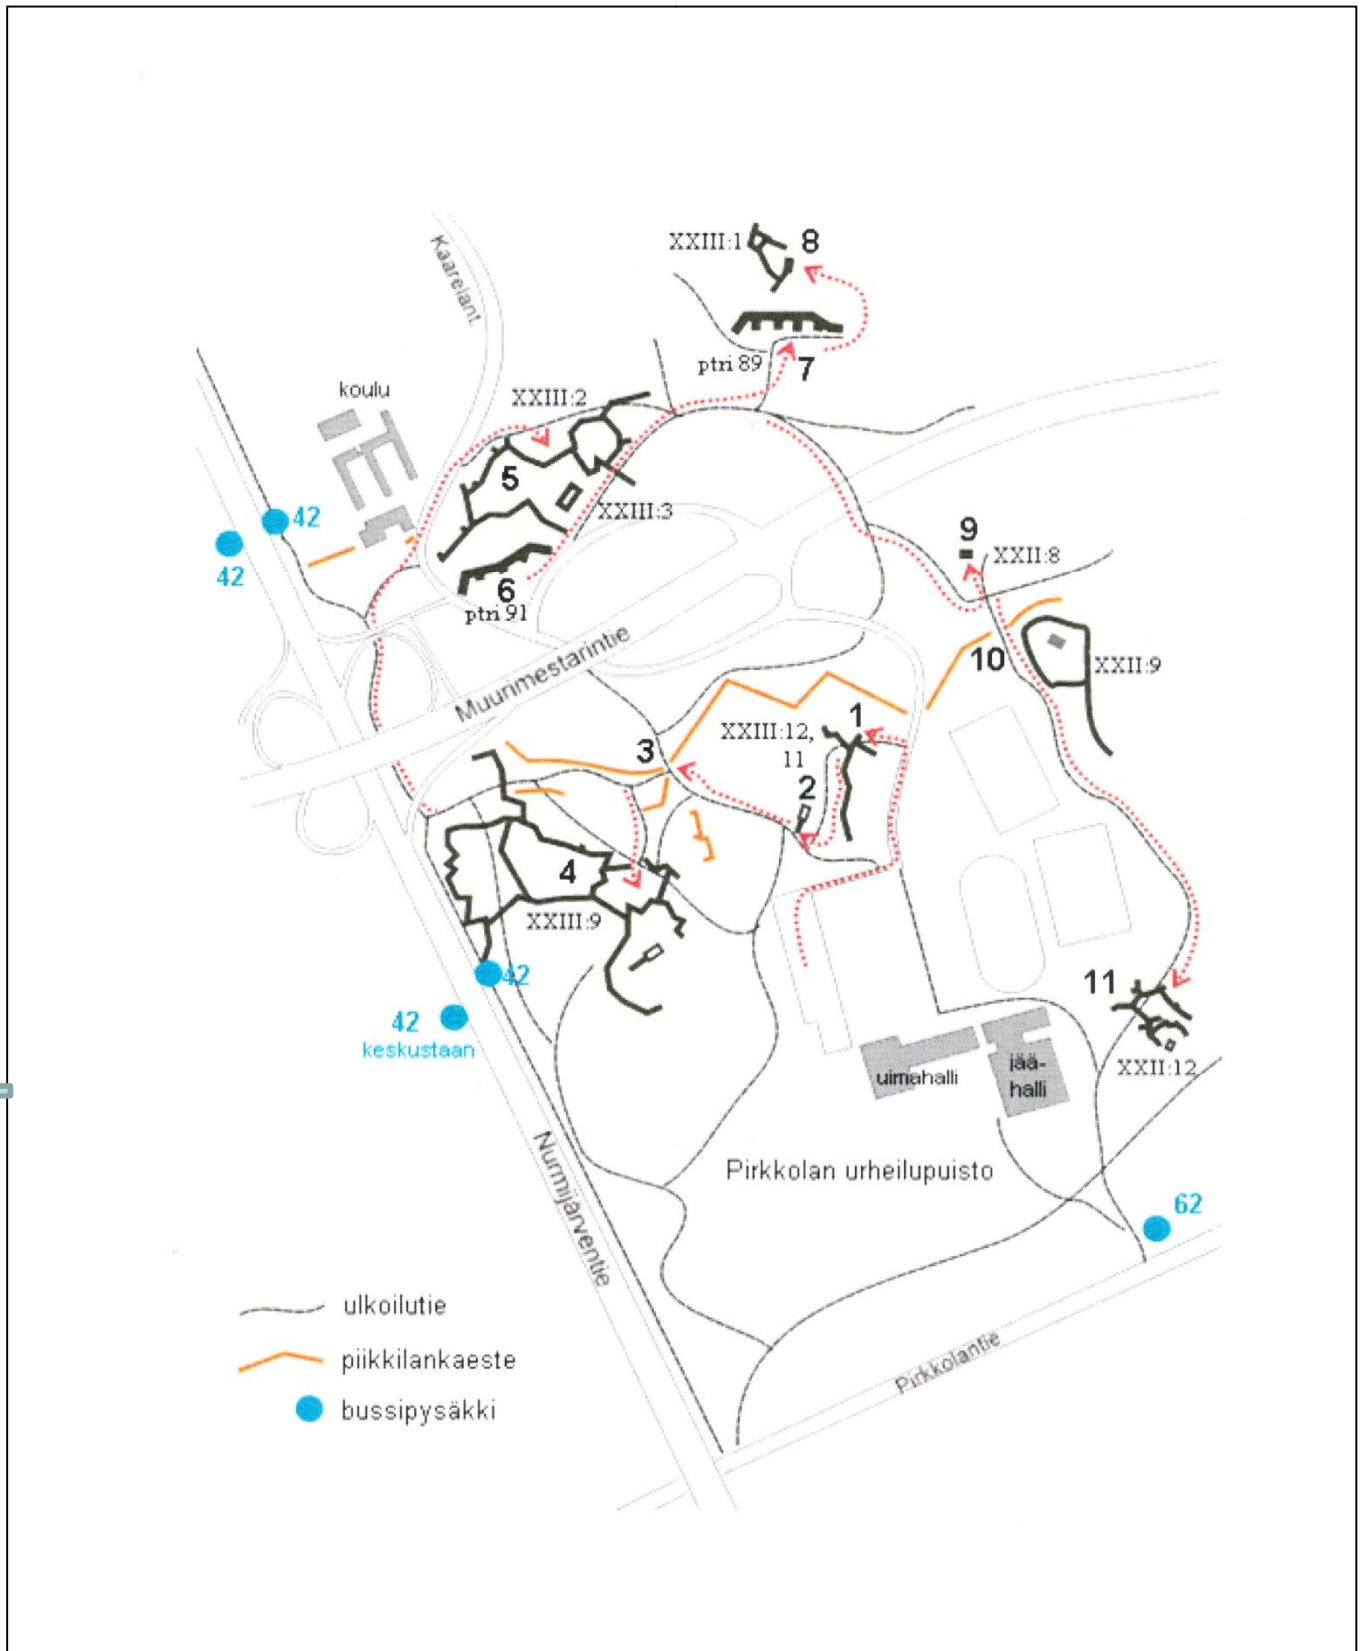 XXIII:1
8
Kaarelant.
ptri 89
7
koulu
XXIII:2
5
XXIII:3
42
42
6
ptri 91
9
XXII:8
10
XXII:9
Muurimestarintie
3
XXIII:12,
11
1
2
4
XXIII:9
42
42
keskustaan
11
XXII:12
uimahalli
jää-
halli
Nurmijärventie
Pirkkolan urheilupuisto
62
Pirkkolantie
ulkoilutie
piikkilankaeste
bussipysäkki